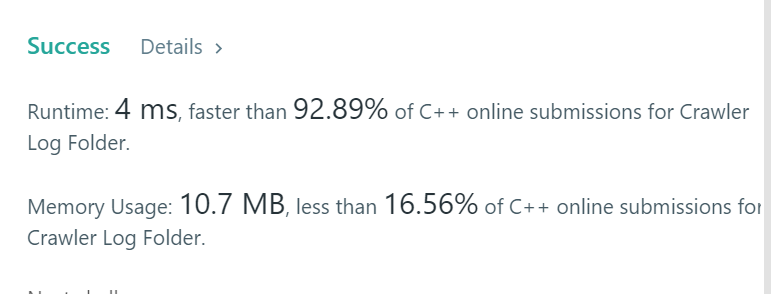 Success Details >
Runtime: 4 ms, faster than 92.89% of C++ online submissions for Crawler
Log Folder.
Memory Usage: 10.7 MB, less than 16.56% of C++ online submissions for
Crawler Log Folder.